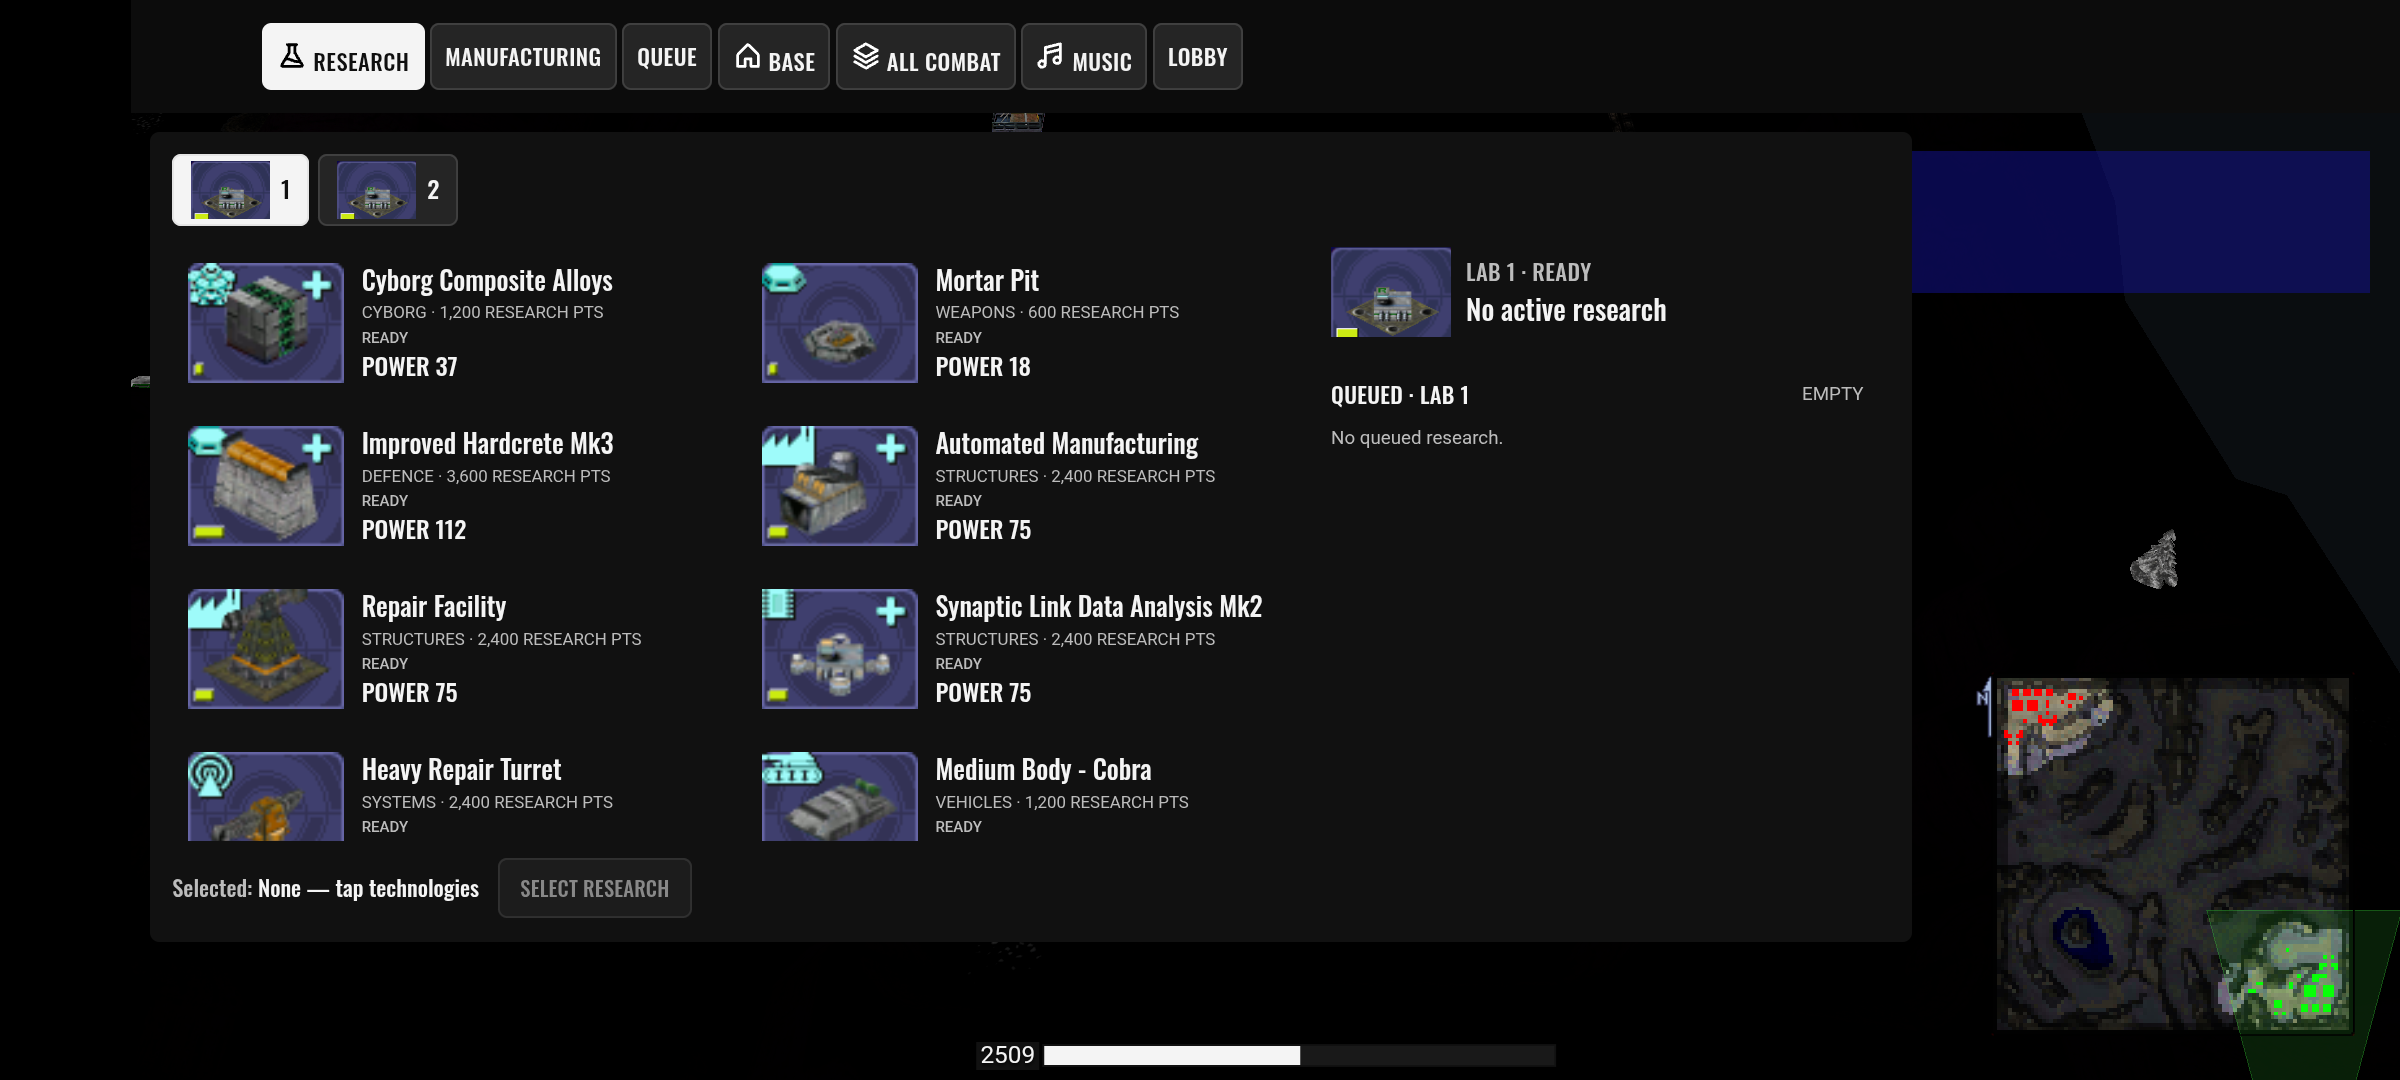 RESEARCH
MANUFACTURING
QUEUE
BASE
ALL COMBAT
MUSIC
LOBBY
1
2
Cyborg Composite Alloys
CYBORG · 1,200 RESEARCH PTS
READY
POWER 37
Mortar Pit
WEAPONS · 600 RESEARCH PTS
READY
POWER 18
LAB 1 · READY
No active research
QUEUED · LAB 1
EMPTY
No queued research.
Improved Hardcrete Mk3
DEFENCE · 3,600 RESEARCH PTS
READY
POWER 112
Automated Manufacturing
STRUCTURES · 2,400 RESEARCH PTS
READY
POWER 75
Repair Facility
STRUCTURES · 2,400 RESEARCH PTS
READY
POWER 75
Synaptic Link Data Analysis Mk2
STRUCTURES · 2,400 RESEARCH PTS
READY
POWER 75
Heavy Repair Turret
SYSTEMS · 2,400 RESEARCH PTS
READY
Medium Body - Cobra
VEHICLES · 1,200 RESEARCH PTS
READY
Selected: None — tap technologies
SELECT RESEARCH
N
2509